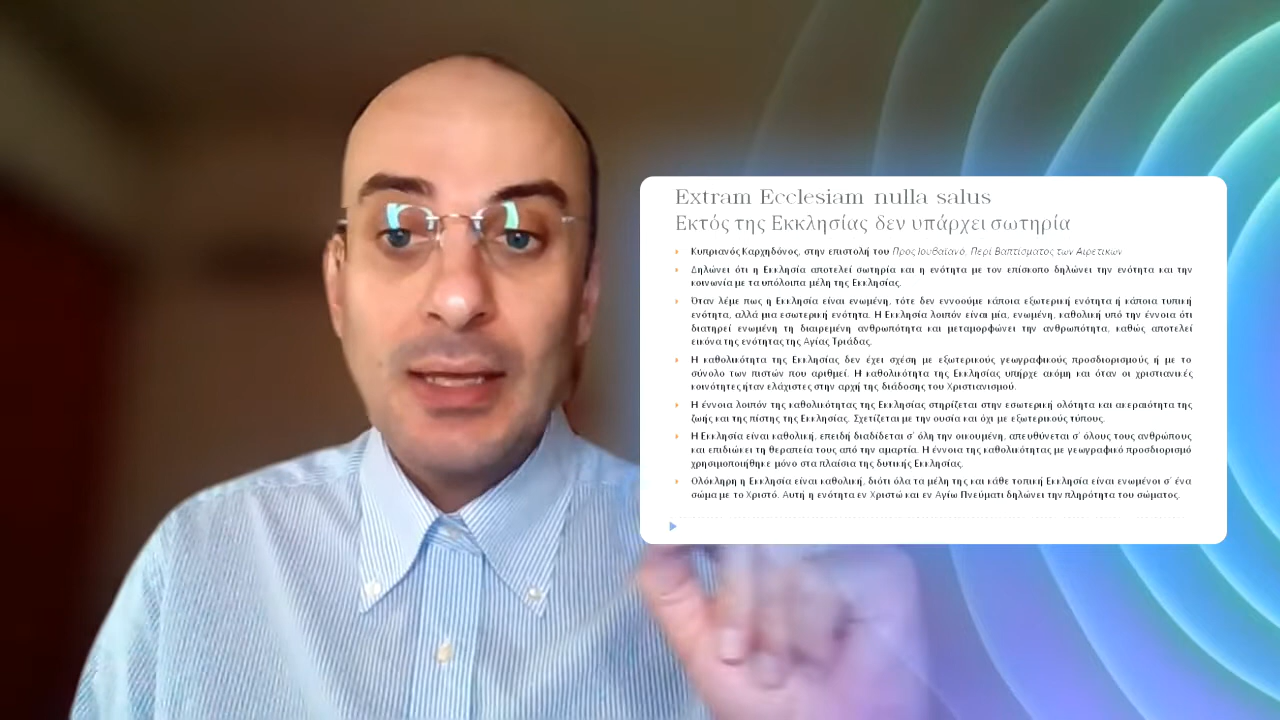 Extram Ecclesiam nulla salus
Εκτός της Εκκλησίας δεν υπάρχει σωτηρία
Κυπριανός Καρχηδόνος, στην επιστολή του Προς Ιουβαϊανό, Περί Βαπτίσματος των Αιρετικών
Δηλώνει ότι η Εκκλησία αποτελεί σωτηρία και η ενότητα με τον επίσκοπο δηλώνει την ενότητα και την
κοινωνία με τα υπόλοιπα μέλη της Εκκλησίας.
Όταν λέμε πως η Εκκλησία είναι ενωμένη, τότε δεν εννοούμε κάποια εξωτερική ενότητα ή κάποια τυπική
ενότητα, αλλά μια εσωτερική ενότητα. Η Εκκλησία λοιπόν είναι μία, ενωμένη, καθολική υπό την έννοια ότι
διατηρεί ενωμένη τη διαιρεμένη ανθρωπότητα και μεταμορφώνει την ανθρωπότητα, καθώς αποτελεί
εικόνα της ενότητας της Αγίας Τριάδας.
Η καθολικότητα της Εκκλησίας δεν έχει σχέση με εξωτερικούς γεωγραφικούς προσδιορισμούς ή με το
σύνολο των πιστών που αριθμεί. Η καθολικότητα της Εκκλησίας υπήρχε ακόμη και όταν οι χριστιανικές
κοινότητες ήταν ελάχιστες στην αρχή της διάδοσης του Χριστιανισμού.
Η έννοια λοιπόν της καθολικότητας της Εκκλησίας στηρίζεται στην εσωτερική ολότητα και ακεραιότητα της
ζωής και της πίστης της Εκκλησίας. Σχετίζεται με την ουσία και όχι με εξωτερικούς τύπους.
Η Εκκλησία είναι καθολική, επειδή διαδίδεται σ' όλη την οικουμένη, απευθύνεται σ' όλους τους ανθρώπους
και επιδιώκει τη θεραπεία τους από την αμαρτία. Η έννοια της καθολικότητας με γεωγραφικό προσδιορισμό
χρησιμοποιήθηκε μόνο στα πλαίσια της δυτικής Εκκλησίας.
Ολόκληρη η Εκκλησία είναι καθολική, διότι όλα τα μέλη της και κάθε τοπική Εκκλησία είναι ενωμένοι σ' ένα
σώμα με το Χριστό. Αυτή η ενότητα εν Χριστώ και εν Αγίω Πνεύματι δηλώνει την πληρότητα του σώματος.